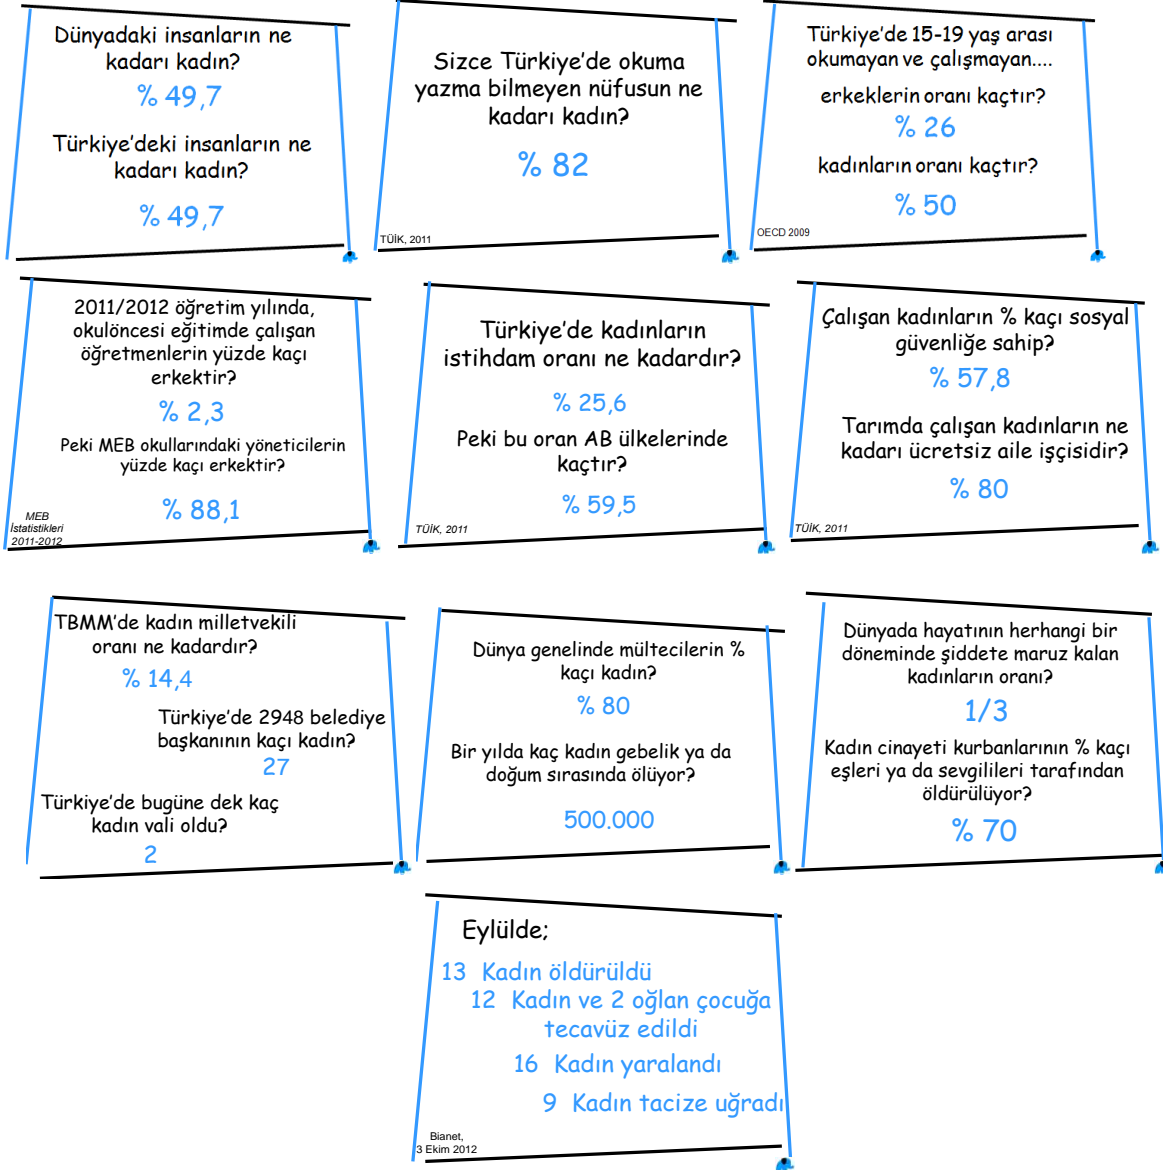 Dünyadaki insanların ne
kadarı kadın?
% 49,7
Türkiye'deki insanların ne
kadarı kadın?
% 49,7
Sizce Türkiye'de okuma
yazma bilmeyen nüfusun ne
kadarı kadın?
% 82
TÜİK, 2011
Türkiye'de 15-19 yaş arası
okumayan ve çalışmayan....
erkeklerin oranı kaçtır?
% 26
kadınların oranı kaçtır?
% 50
OECD 2009
2011/2012 öğretim yılında,
okulöncesi eğitimde çalışan
öğretmenlerin yüzde kaçı
erkektir?
% 2,3
Peki MEB okullarındaki yöneticilerin
yüzde kaçı erkektir?
% 88,1
MEB
İstatistikleri
2011-2012
Türkiye'de kadınların
istihdam oranı ne kadardır?
% 25,6
Peki bu oran AB ülkelerinde
kaçtır?
% 59,5
TÜİK, 2011
Çalışan kadınların % kaçı sosyal
güvenliğe sahip?
% 57,8
Tarımda çalışan kadınların ne
kadarı ücretsiz aile işçisidir?
% 80
TÜİK, 2011
TBMM'de kadın milletvekili
oranı ne kadardır?
% 14,4
Türkiye'de 2948 belediye
başkanının kaçı kadın?
27
Türkiye'de bugüne dek kaç
kadın vali oldu?
2
Dünya genelinde mültecilerin %
kaçı kadın?
% 80
Bir yılda kaç kadın gebelik ya da
doğum sırasında ölüyor?
500.000
Dünyada hayatının herhangi bir
döneminde şiddete maruz kalan
kadınların oranı?
1/3
Kadın cinayeti kurbanlarının % kaçı
eşleri ya da sevgilileri tarafından
öldürülüyor?
% 70
Eylülde;
13 Kadın öldürüldü
12 Kadın ve 2 oğlan çocuğa
tecavüz edildi
16 Kadın yaralandı
9 Kadın tacize uğradı
Bianet,
3 Ekim 2012